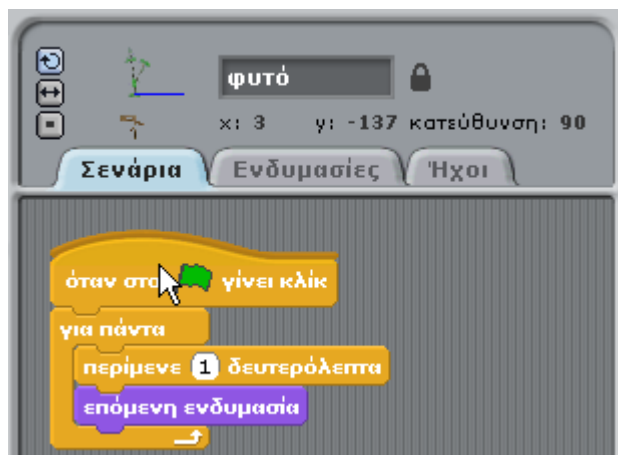 φυτό
x: 3 y: -137 κατεύθυνση: 90
Σενάρια Ενδυμασίες Ήχοι
όταν στο γίνει κλίκ
για πάντα
περίμενε 1 δευτερόλεπτα
επόμενη ενδυμασία